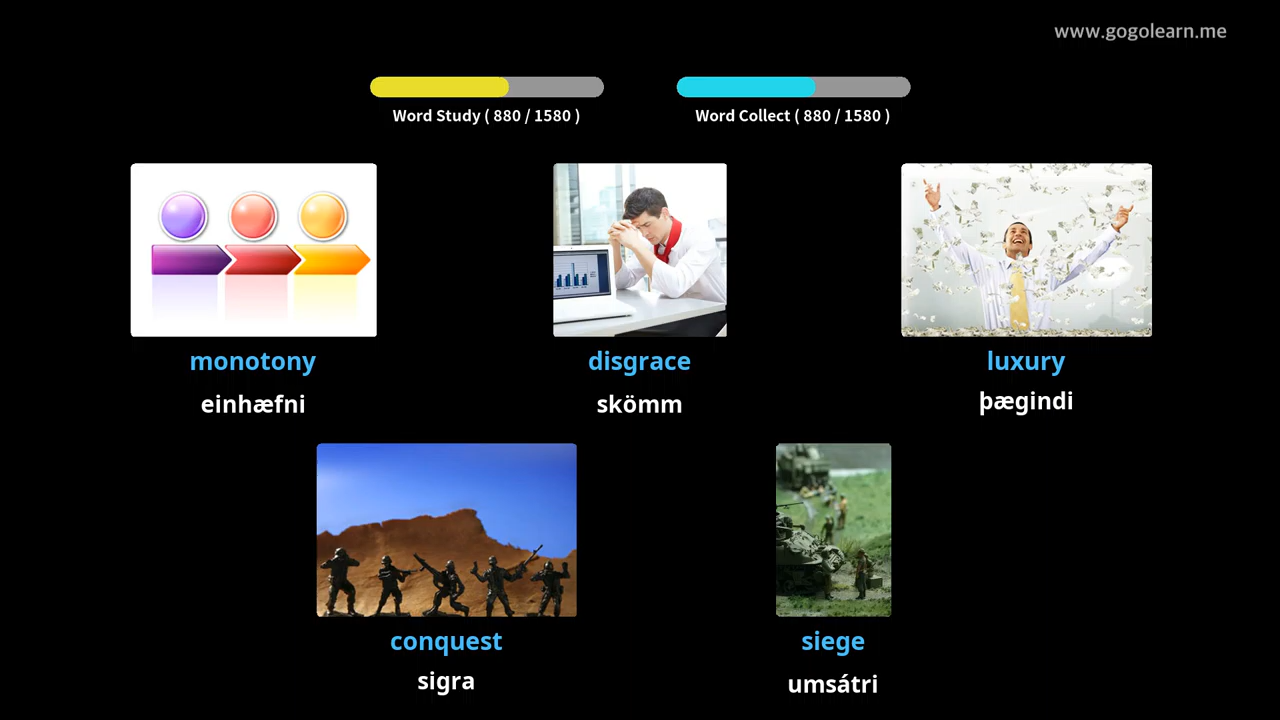 www.gogolearn.me
Word Study ( 880 / 1580 )
Word Collect ( 880 / 1580 )
monotony
einhæfni
disgrace
skömm
luxury
þægindi
conquest
sigra
siege
umsátri